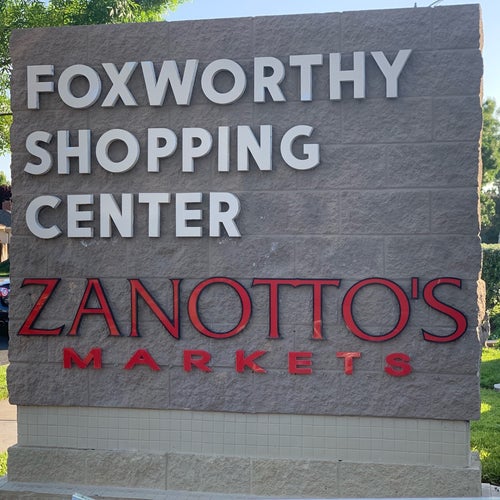 FOXWORTHY
SHOPPING
CENTER
ZANOTTO'S
MARKETS